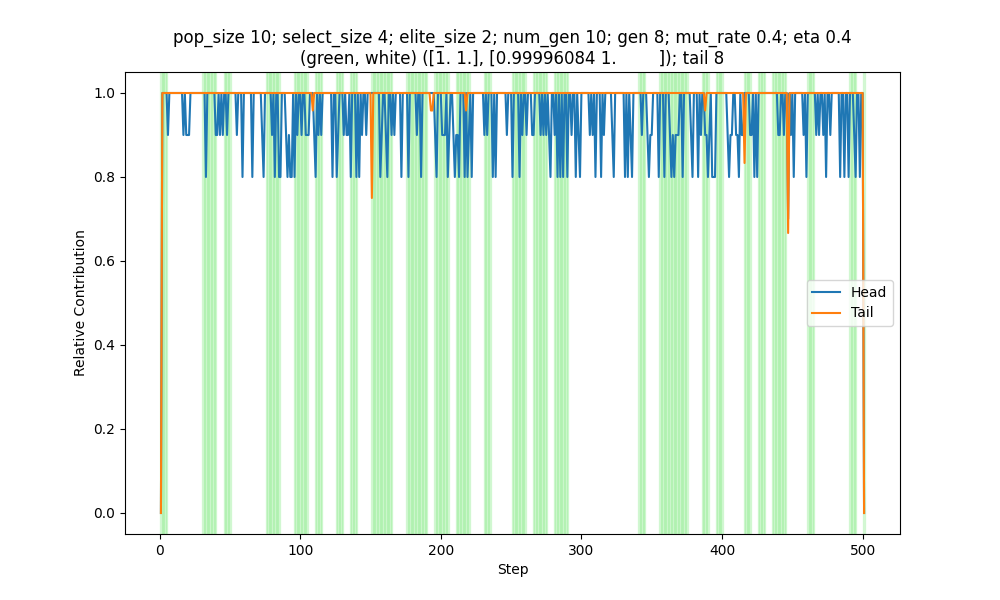 pop_size 10; select_size 4; elite_size 2; num_gen 10; gen 8; mut_rate 0.4; eta 0.4
(green, white) ([1. 1.], [0.99996084 1.         ]); tail 8
1.0
0.8
0.6
0.4
0.2
0.0
Relative Contribution
Head
Tail
0
100
200
300
400
500
Step